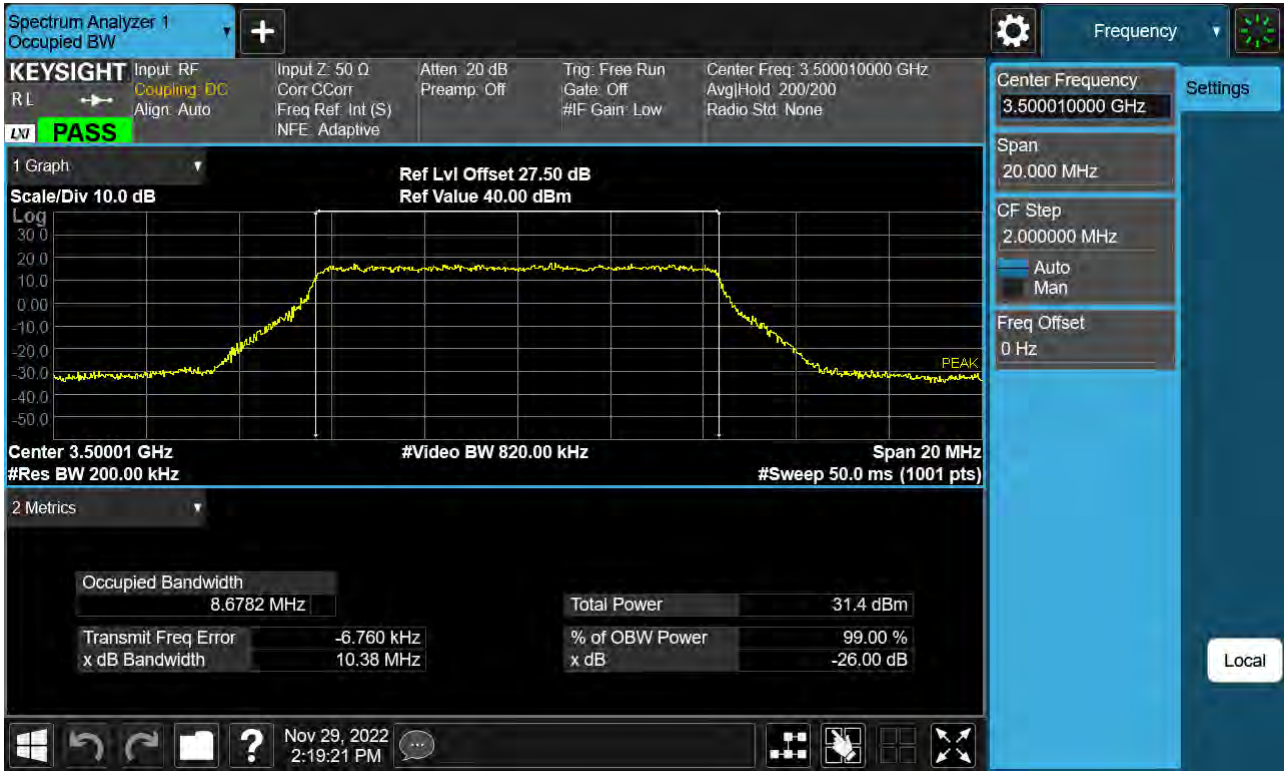 Spectrum Analyzer 1
Occupied BW
Frequency
KEYSIGHT
R L
LXI
PASS
Input: RF
Coupling: DC
Align: Auto
Input Z: 50 Ω
Corr CCorr
Freq Ref: Int (S)
NFE: Adaptive
Atten: 20 dB
Preamp: Off
Trig: Free Run
Gate: Off
#IF Gain: Low
Center Freq: 3.500010000 GHz
Avg|Hold: 200/200
Radio Std: None
Center Frequency
3.500010000 GHz
Settings
Span
20.000 MHz
CF Step
2.000000 MHz
Auto
Man
Freq Offset
0 Hz
Local
1 Graph
Scale/Div 10.0 dB
Ref Lvl Offset 27.50 dB
Ref Value 40.00 dBm
Log
30.0
20.0
10.0
0.00
-10.0
-20.0
-30.0
-40.0
-50.0
PEAK
Center 3.50001 GHz
#Video BW 820.00 kHz
Span 20 MHz
#Res BW 200.00 kHz
#Sweep 50.0 ms (1001 pts)
2 Metrics
Occupied Bandwidth
8.6782 MHz
Total Power 31.4 dBm
Transmit Freq Error -6.760 kHz
% of OBW Power 99.00 %
x dB Bandwidth 10.38 MHz
x dB -26.00 dB
?
Nov 29, 2022
2:19:21 PM